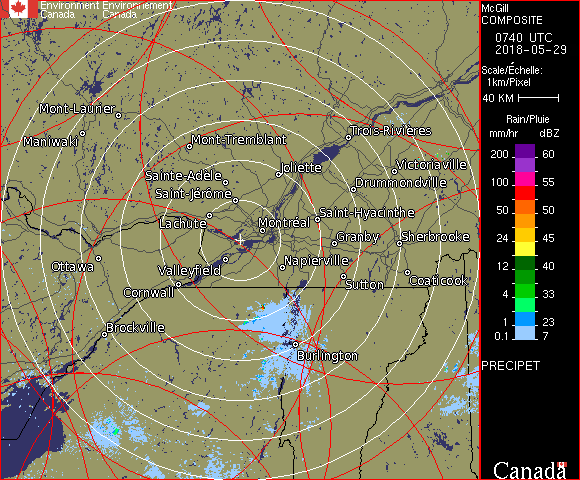 Environment Environnement
Canada Canada
McGill
COMPOSITE
0740 UTC
2018-05-29
Scale/Échelle:
1km/Pixel
40 KM
Rain/Pluie
mm/hr dBZ
200 60
150 57
100 55
50 50
24 45
12 40
4 33
1 23
0.1 7
PRECIPET
Canada
Mont-Laurier
Maniwaki
Mont-Tremblant
Trois-Rivières
Sainte-Adèle
Joliette
Victoriaville
Saint-Jérôme
Drummondville
Lachute
Montréal
Saint-Hyacinthe
Granby
Sherbrooke
Ottawa
Valleyfield
Napierville
Cornwall
Sutton
Coaticook
Brockville
Burlington